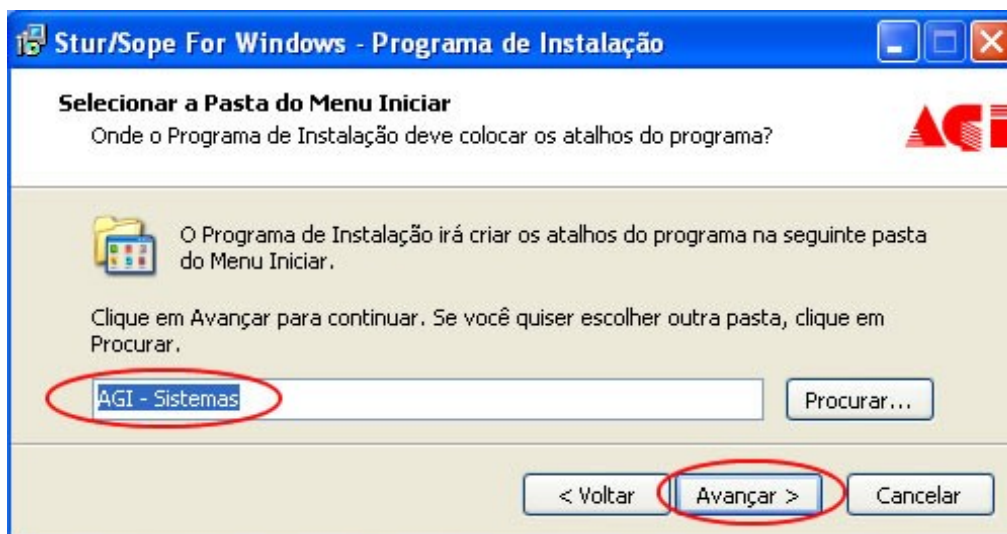 Stur/Sope For Windows - Programa de Instalação
Selecionar a Pasta do Menu Iniciar
Onde o Programa de Instalação deve colocar os atalhos do programa?
AGI
O Programa de Instalação irá criar os atalhos do programa na seguinte pasta
do Menu Iniciar.
Clique em Avançar para continuar. Se você quiser escolher outra pasta, clique em
Procurar.
AGI - Sistemas
Procurar...
< Voltar
Avançar >
Cancelar